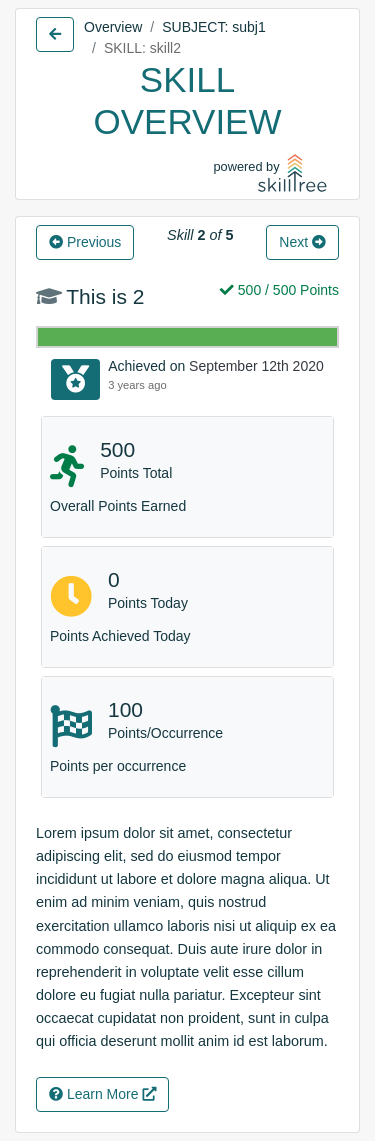 Overview / SUBJECT: subj1
/ SKILL: skill2
SKILL
OVERVIEW
powered by
skilltree
Previous
Skill 2 of 5
Next
This is 2
500 / 500 Points
Achieved on September 12th 2020
3 years ago
500
Points Total
Overall Points Earned
0
Points Today
Points Achieved Today
100
Points/Occurrence
Points per occurrence
Lorem ipsum dolor sit amet, consectetur
adipiscing elit, sed do eiusmod tempor
incididunt ut labore et dolore magna aliqua. Ut
enim ad minim veniam, quis nostrud
exercitation ullamco laboris nisi ut aliquip ex ea
commodo consequat. Duis aute irure dolor in
reprehenderit in voluptate velit esse cillum
dolore eu fugiat nulla pariatur. Excepteur sint
occaecat cupidatat non proident, sunt in culpa
qui officia deserunt mollit anim id est laborum.
Learn More